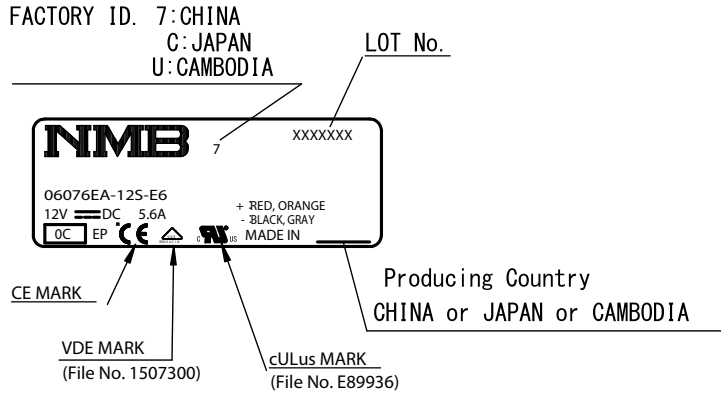 FACTORY ID. 7:CHINA
C:JAPAN
U:CAMBODIA
LOT No.
NMB
7
XXXXXXX
06076EA-12S-E6
12V DC 5.6A
+ RED, ORANGE
- BLACK, GRAY
0C EP CE C US MADE IN
CE MARK
Producing Country
CHINA or JAPAN or CAMBODIA
VDE MARK
(File No. 1507300)
cULus MARK
(File No. E89936)